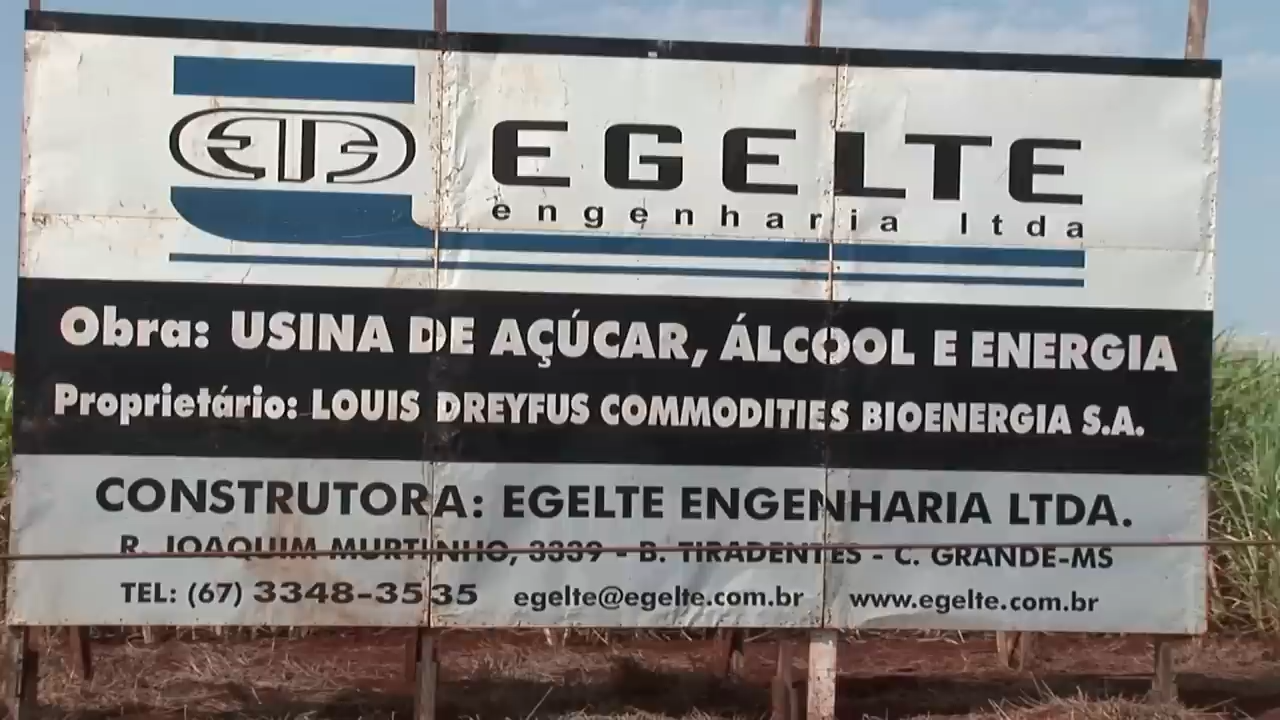 EGELTE
engenharia ltda
Obra: USINA DE AÇÚCAR, ÁLCOOL E ENERGIA
Proprietário: LOUIS DREYFUS COMMODITIES BIOENERGIA S.A.
CONSTRUTORA: EGELTE ENGENHARIA LTDA.
R. JOAQUIM MURTINHO, 3339 - B. TIRADENTES - C. GRANDE-MS
TEL: (67) 3348-3535 egelte@egelte.com.br www.egelte.com.br